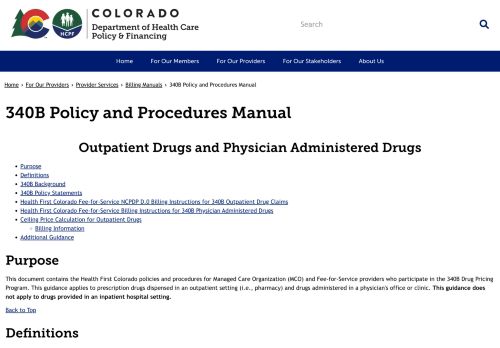 COLORADO
Department of Health Care
Policy & Financing
HCPF
Search
Home For Our Members For Our Providers For Our Stakeholders About Us
Home › For Our Providers › Provider Services › Billing Manuals › 340B Policy and Procedures Manual
340B Policy and Procedures Manual
Outpatient Drugs and Physician Administered Drugs
• Purpose
• Definitions
• 340B Background
• 340B Policy Statements
• Health First Colorado Fee-for-Service NCPDP D.0 Billing Instructions for 340B Outpatient Drug Claims
• Health First Colorado Fee-for-Service Billing Instructions for 340B Physician Administered Drugs
• Ceiling Price Calculation for Outpatient Drugs
○ Billing Information
• Additional Guidance
Purpose
This document contains the Health First Colorado policies and procedures for Managed Care Organization (MCO) and Fee-for-Service providers who participate in the 340B Drug Pricing
Program. This guidance applies to prescription drugs dispensed in an outpatient setting (i.e., pharmacy) and drugs administered in a physician's office or clinic. This guidance does
not apply to drugs provided in an inpatient hospital setting.
Back to Top
Definitions